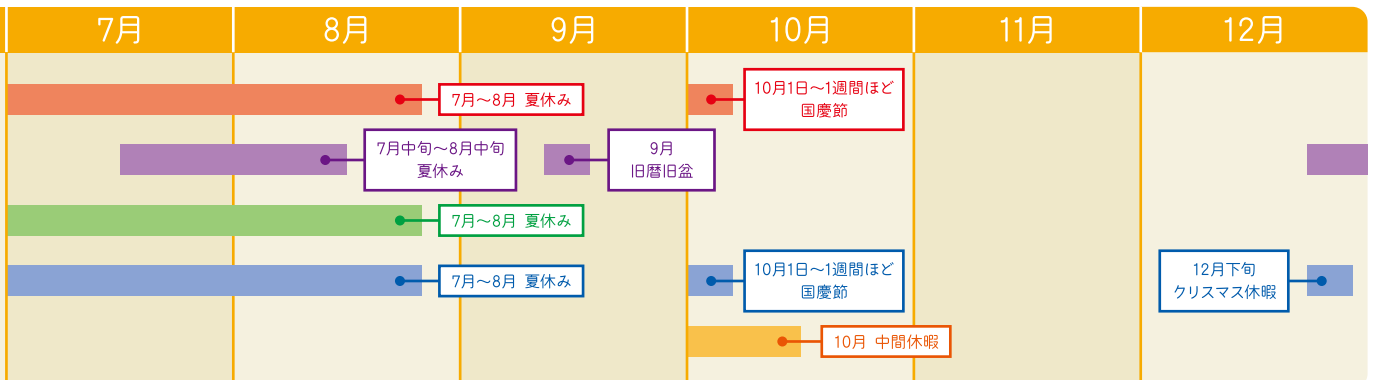 7月 8月 9月 10月 11月 12月
7月～8月 夏休み
10月1日～1週間ほど
国慶節
7月中旬～8月中旬
夏休み
9月
旧暦旧盆
7月～8月 夏休み
7月～8月 夏休み
10月1日～1週間ほど
国慶節
12月下旬
クリスマス休暇
10月 中間休暇